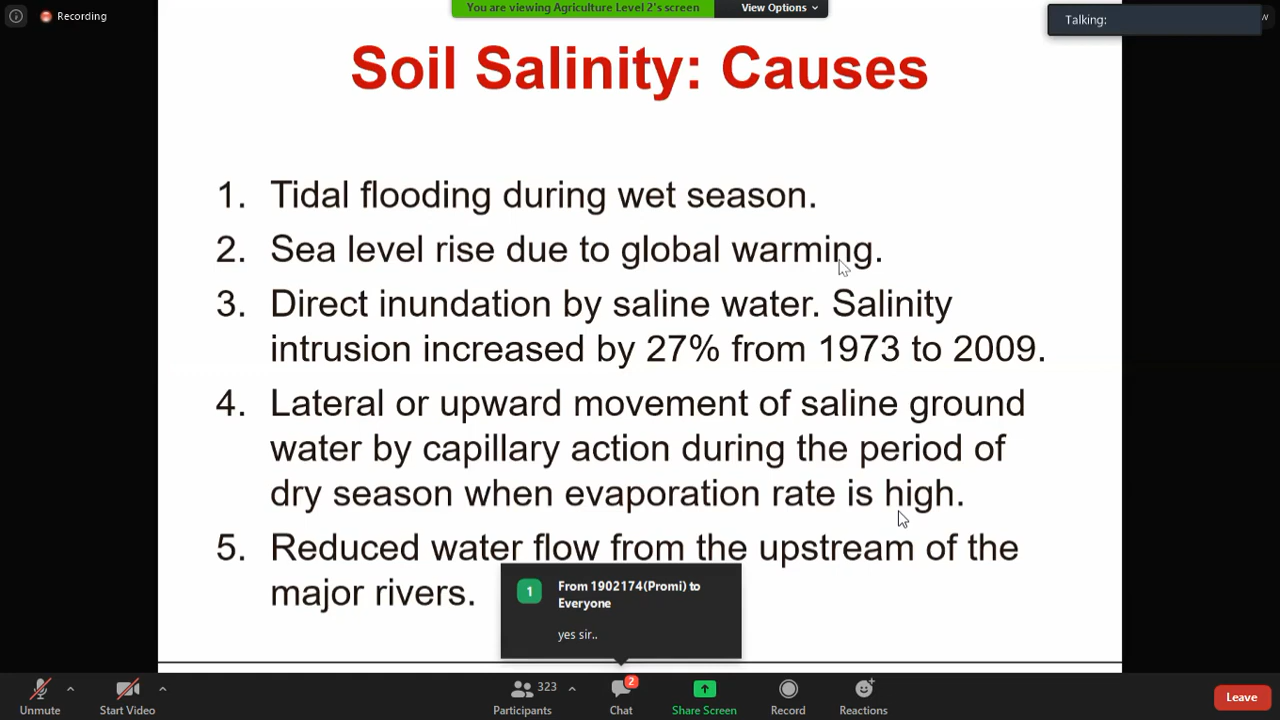 Recording
You are viewing Agriculture Level 2's screen
View Options
Talking:
Soil Salinity: Causes
1. Tidal flooding during wet season.
2. Sea level rise due to global warming.
3. Direct inundation by saline water. Salinity
intrusion increased by 27% from 1973 to 2009.
4. Lateral or upward movement of saline ground
water by capillary action during the period of
dry season when evaporation rate is high.
5. Reduced water flow from the upstream of the
major rivers.
1
From 1902174(Promi) to
Everyone
yes sir..
Unmute
Start Video
323
Participants
2
Chat
Share Screen
Record
Reactions
Leave